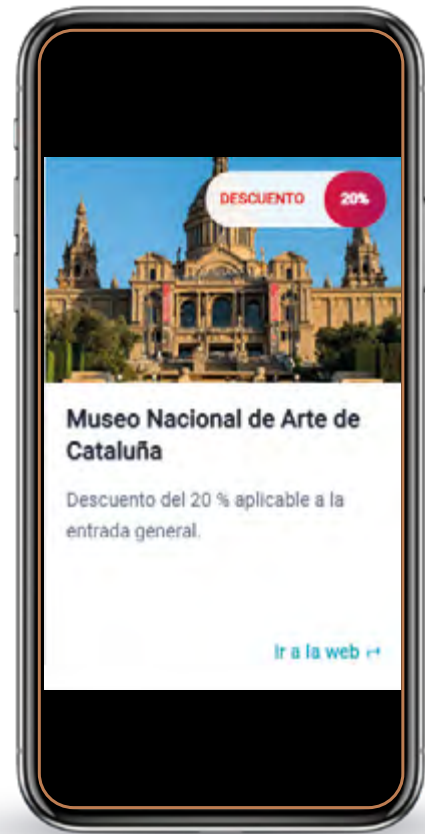 DESCUENTO 20%
Museo Nacional de Arte de
Cataluña
Descuento del 20 % aplicable a la
entrada general.
Ir a la web